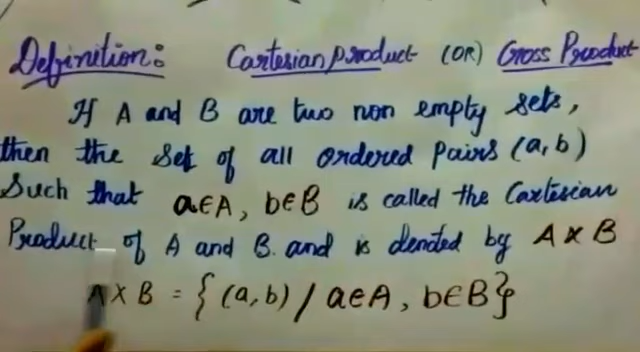 Definition: Cartesian product (OR) Cross Product
If A and B are two non empty sets,
then the set of all ordered pairs (a, b)
Such that a∈A, b∈B is called the Cartesian
Product of A and B. and is denoted by A × B
A × B = { (a, b) / a∈A, b∈B }